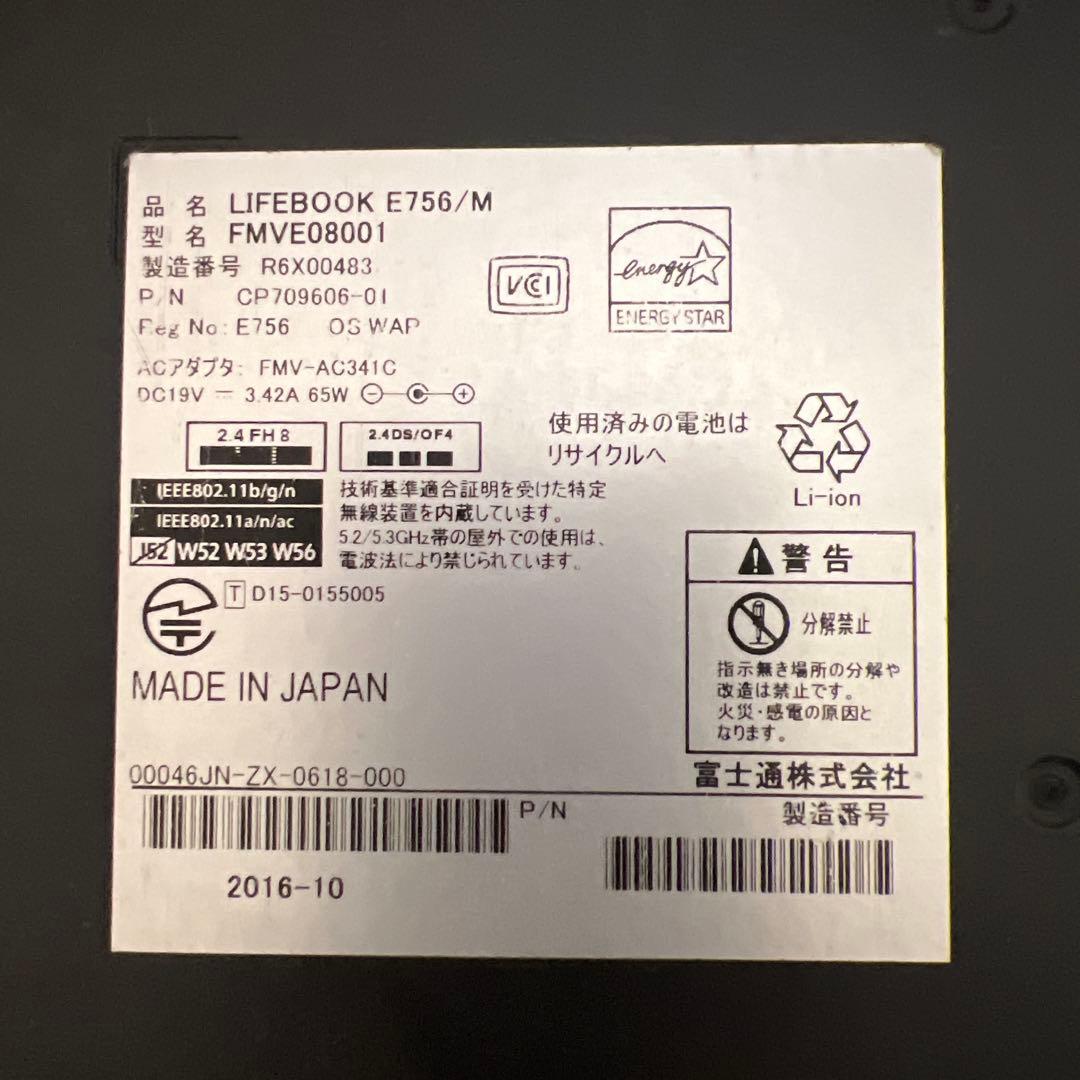 品 名 LIFEBOOK E756/M
型 名 FMVE08001
製造番号 R6X00483
P/N CP709606-01
Reg No: E756 OS WAP
ACアダプタ: FMV-AC341C
DC19V 3.42A 65W
VCCI
energy
ENERGY STAR
2.4FH8
2.4DS/OF4
使用済みの電池は
リサイクルへ
Li-ion
IEEE802.11b/g/n
IEEE802.11a/n/ac
J52 W52 W53 W56
技術基準適合証明を受けた特定
無線装置を内蔵しています。
5.2/5.3GHz帯の屋外での使用は、
電波法により禁じられています。
T D15-0155005
MADE IN JAPAN
警告
分解禁止
指示無き場所の分解や
改造は禁止です。
火災・感電の原因と
なります。
00046JN-ZX-0618-000
富士通株式会社
P/N
製造番号
2016-10